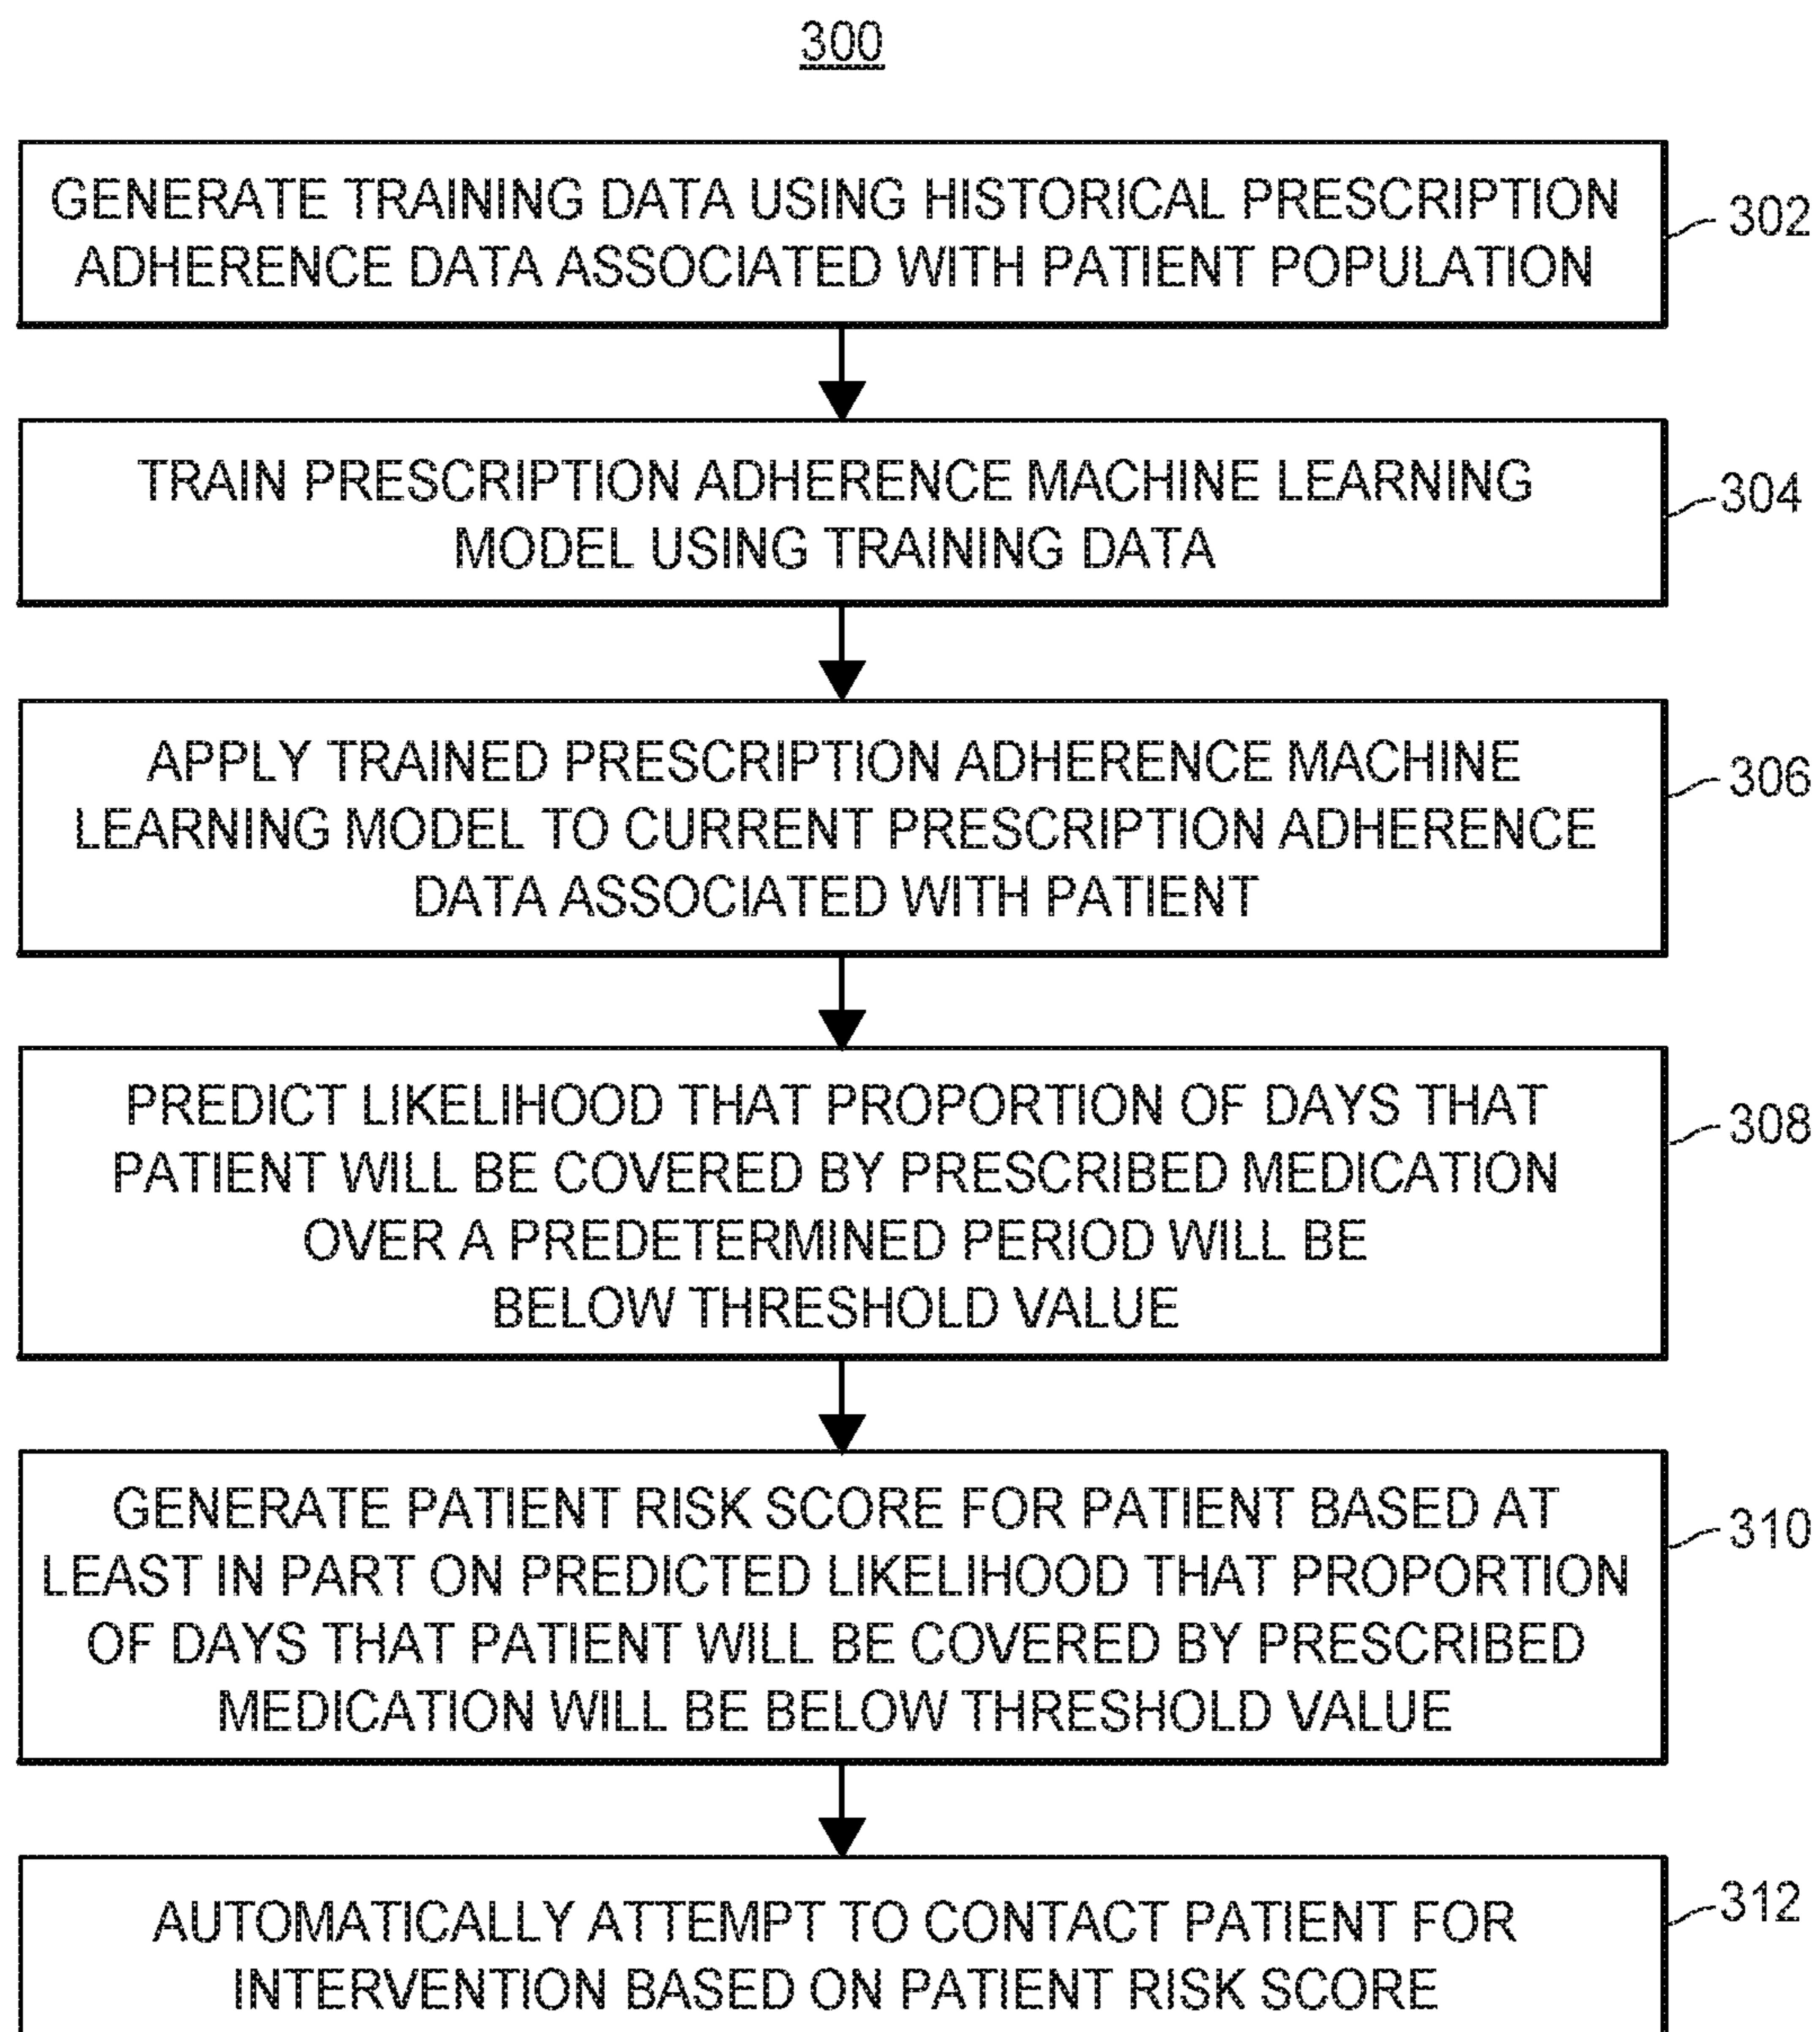 300
GENERATE TRAINING DATA USING HISTORICAL PRESCRIPTION
ADHERENCE DATA ASSOCIATED WITH PATIENT POPULATION
302
TRAIN PRESCRIPTION ADHERENCE MACHINE LEARNING
MODEL USING TRAINING DATA
304
APPLY TRAINED PRESCRIPTION ADHERENCE MACHINE
LEARNING MODEL TO CURRENT PRESCRIPTION ADHERENCE
DATA ASSOCIATED WITH PATIENT
306
PREDICT LIKELIHOOD THAT PROPORTION OF DAYS THAT
PATIENT WILL BE COVERED BY PRESCRIBED MEDICATION
OVER A PREDETERMINED PERIOD WILL BE
BELOW THRESHOLD VALUE
308
GENERATE PATIENT RISK SCORE FOR PATIENT BASED AT
LEAST IN PART ON PREDICTED LIKELIHOOD THAT PROPORTION
OF DAYS THAT PATIENT WILL BE COVERED BY PRESCRIBED
MEDICATION WILL BE BELOW THRESHOLD VALUE
310
AUTOMATICALLY ATTEMPT TO CONTACT PATIENT FOR
INTERVENTION BASED ON PATIENT RISK SCORE
312